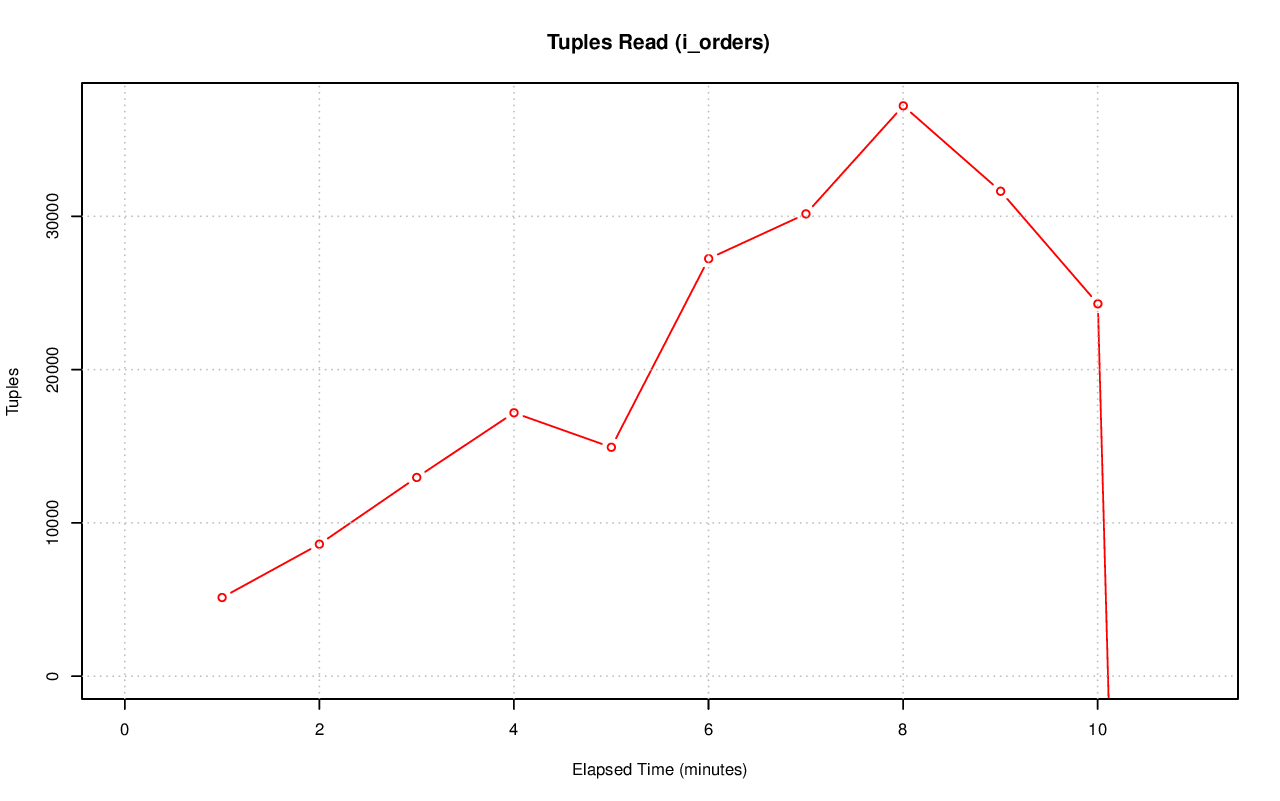 Tuples Read (i_orders)
Tuples
30000
20000
10000
0
0 2 4 6 8 10
Elapsed Time (minutes)